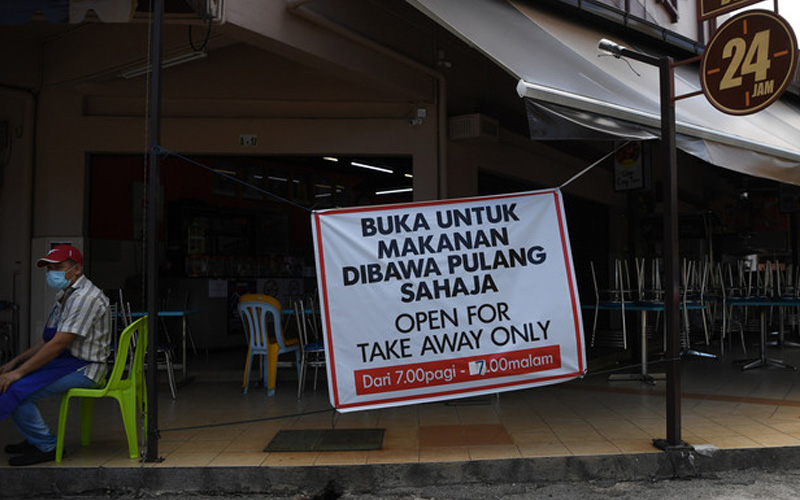 24
JAM
BUKA UNTUK
MAKANAN
DIBAWA PULANG
SAHAJA
OPEN FOR
TAKE AWAY ONLY
Dari 7.00pagi - 7.00malam